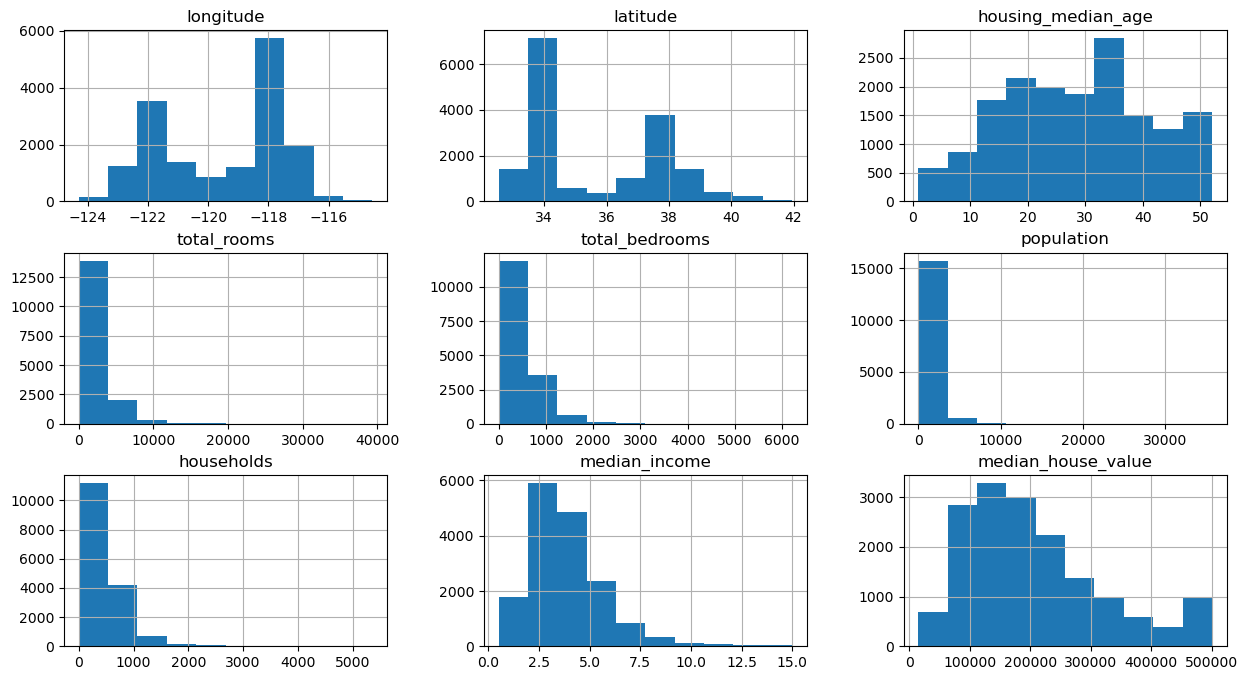 longitude
6000
4000
2000
0
−124 −122 −120 −118 −116
latitude
6000
4000
2000
0
34 36 38 40 42
housing_median_age
2500
2000
1500
1000
500
0
0 10 20 30 40 50
total_rooms
12500
10000
7500
5000
2500
0
0 10000 20000 30000 40000
total_bedrooms
10000
7500
5000
2500
0
0 1000 2000 3000 4000 5000 6000
population
15000
10000
5000
0
0 10000 20000 30000
households
10000
8000
6000
4000
2000
0
0 1000 2000 3000 4000 5000
median_income
6000
4000
2000
0
0.0 2.5 5.0 7.5 10.0 12.5 15.0
median_house_value
3000
2000
1000
0
0 100000 200000 300000 400000 500000